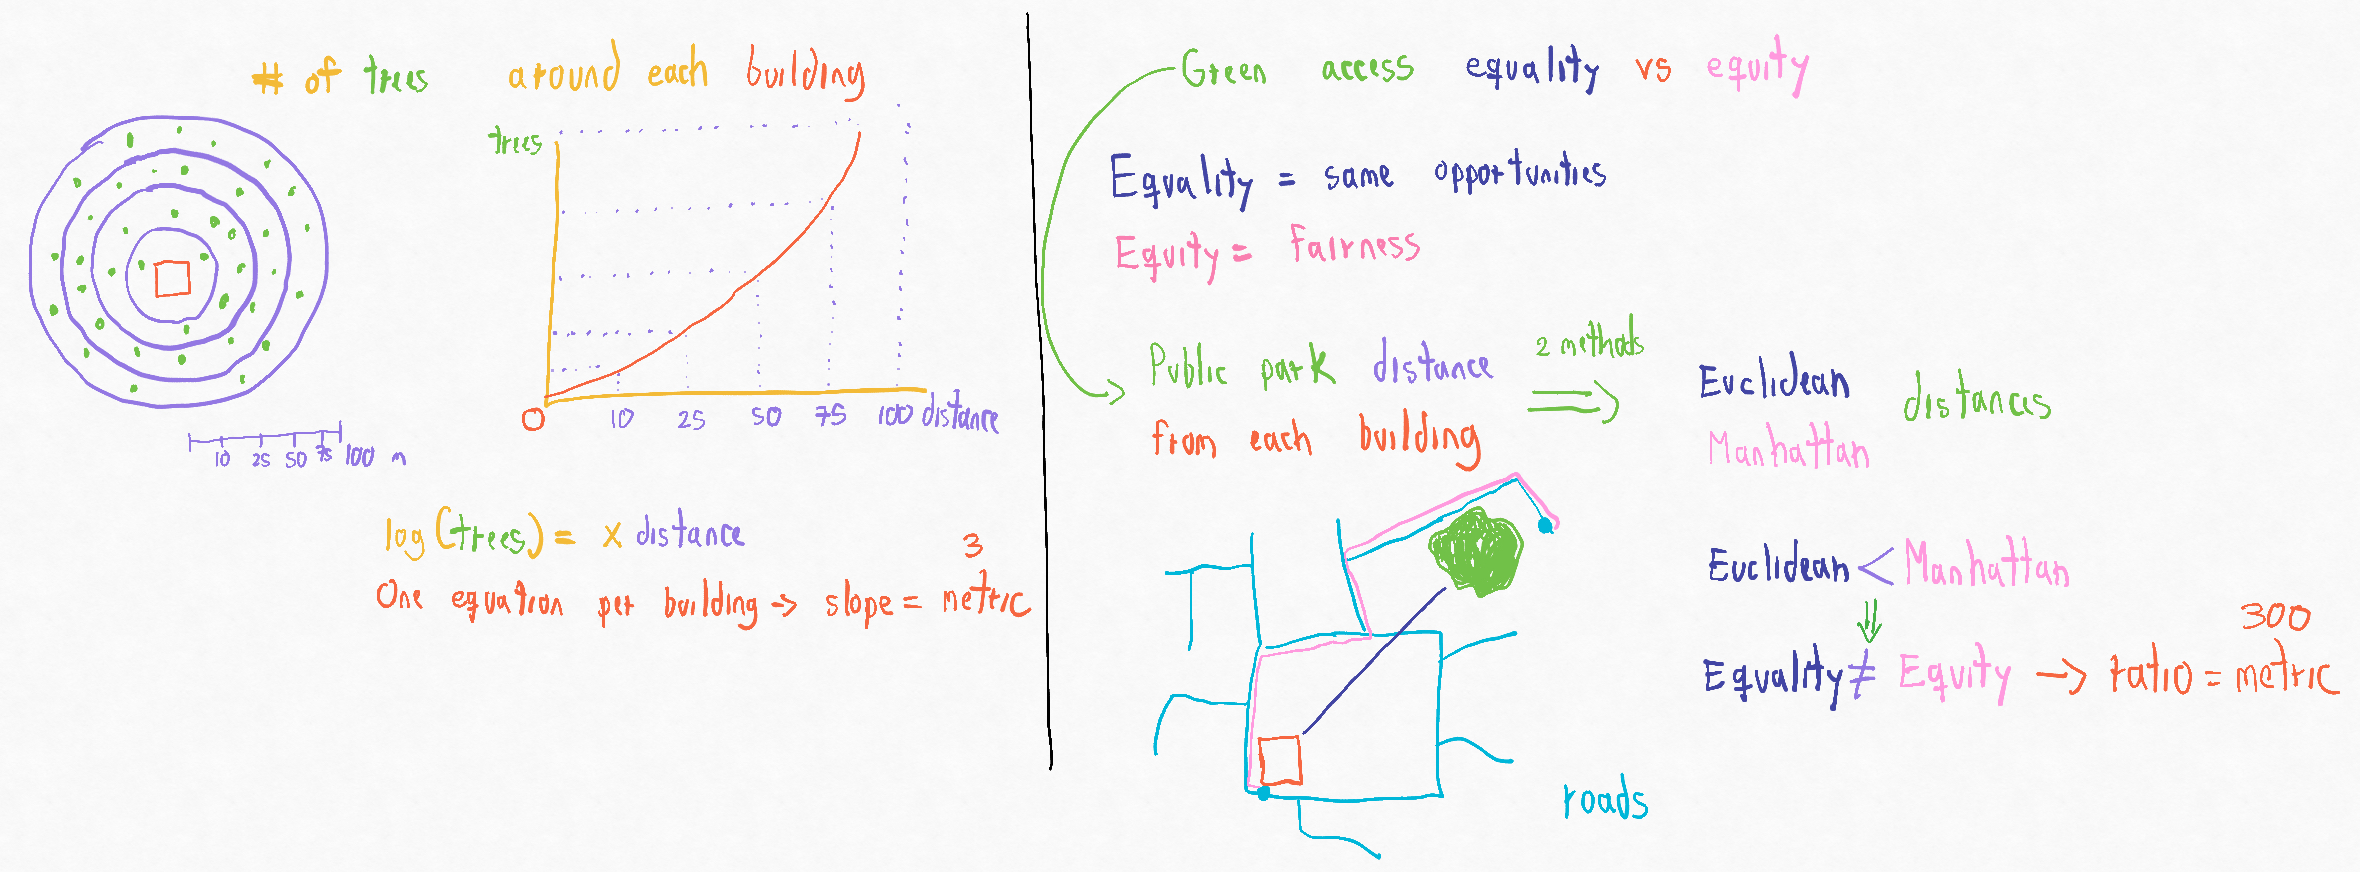 # of trees around each building
trees
0 10 25 50 75 100 distance
10 25 50 75 100 m
log(trees) = x distance
3
One equation per building → slope = metric
Green access equality vs equity
Equality = same opportunities
Equity = Fairness
Public park distance
from each building
2 methods
Euclidean
Manhattan
distances
Euclidean < Manhattan
⇓
300
Equality ≠ Equity → ratio = metric
roads